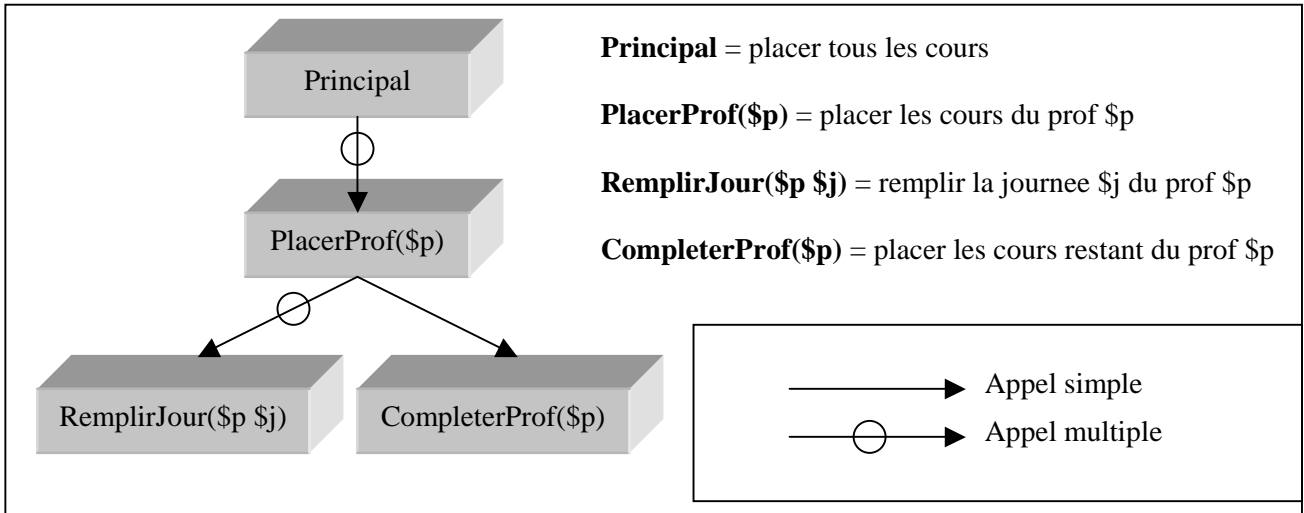 Principal
PlacerProf($p)
RemplirJour($p $j)
CompleterProf($p)
Principal = placer tous les cours
PlacerProf($p) = placer les cours du prof $p
RemplirJour($p $j) = remplir la journee $j du prof $p
CompleterProf($p) = placer les cours restant du prof $p
Appel simple
Appel multiple